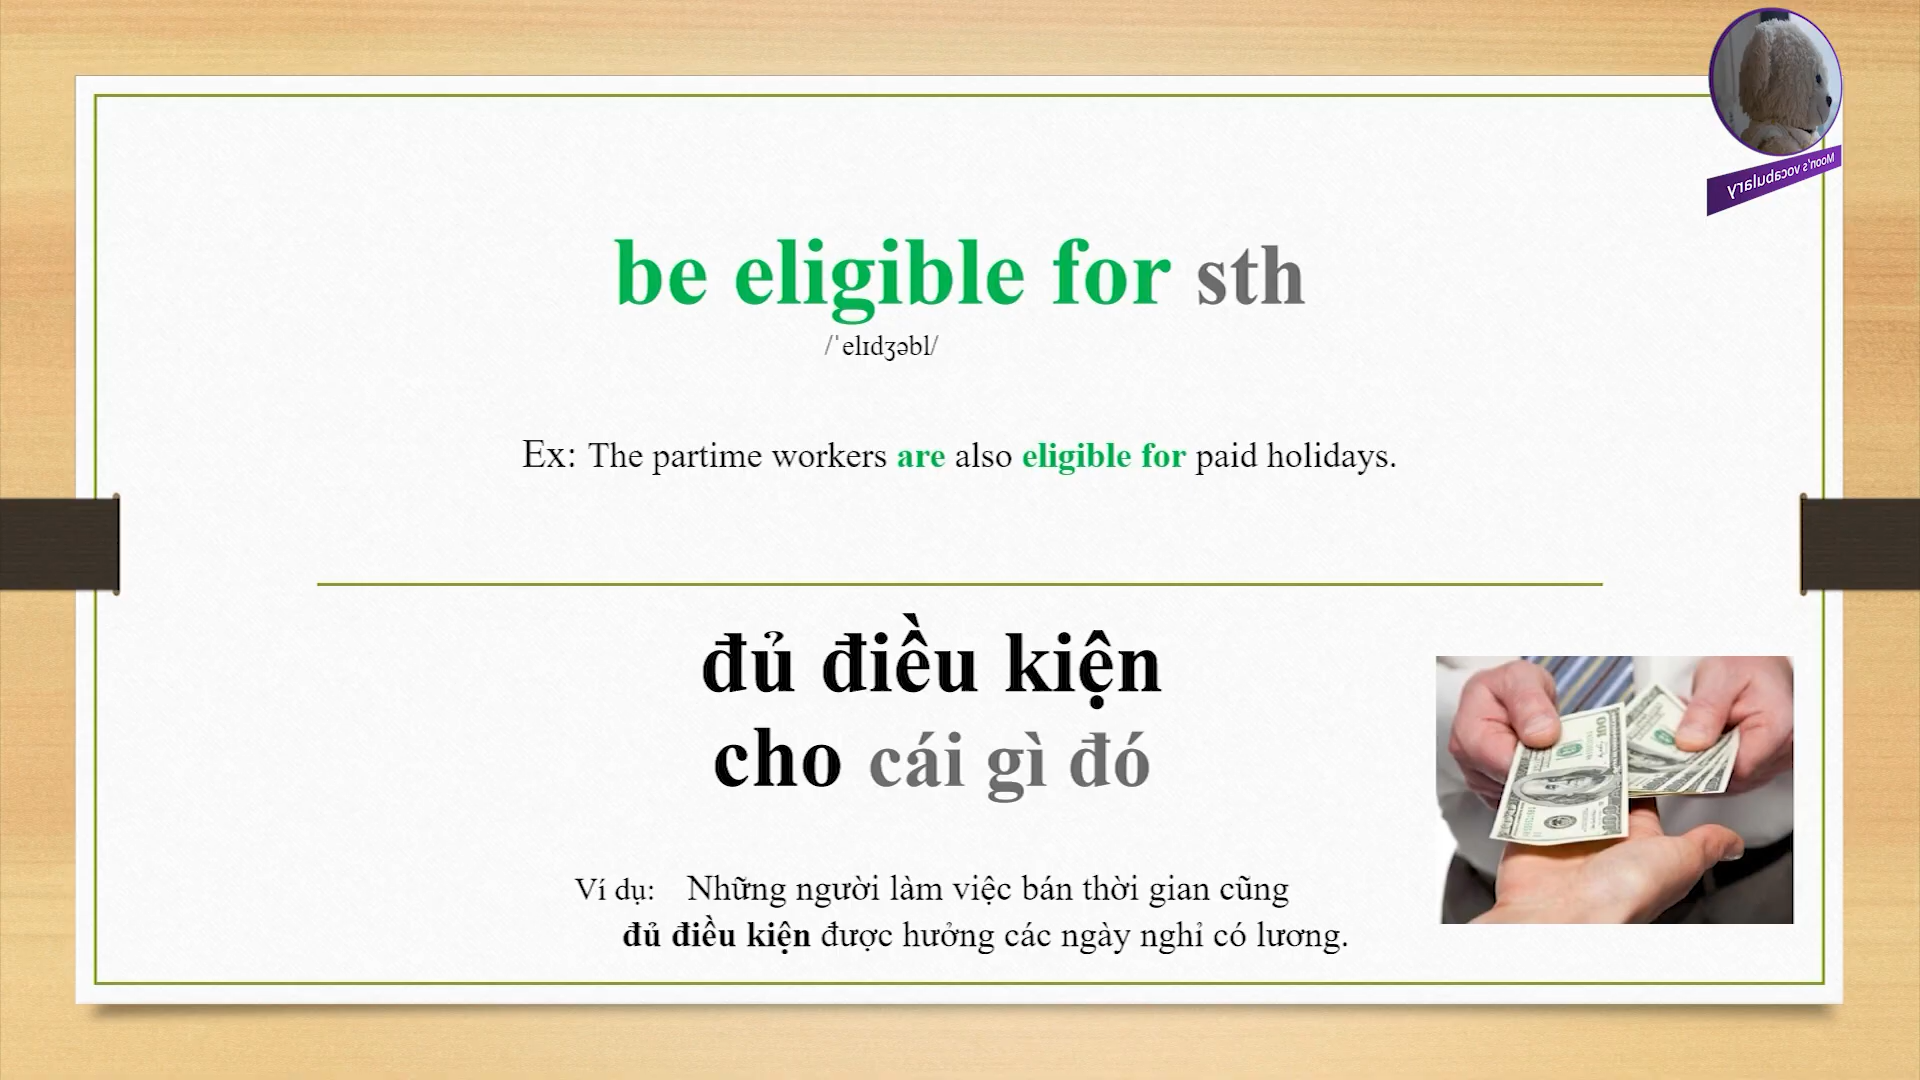 Moon's vocabulary
be eligible for sth
/ˈelɪdʒəbl/
Ex: The partime workers are also eligible for paid holidays.
đủ điều kiện
cho cái gì đó
Ví dụ: Những người làm việc bán thời gian cũng
đủ điều kiện được hưởng các ngày nghỉ có lương.
100